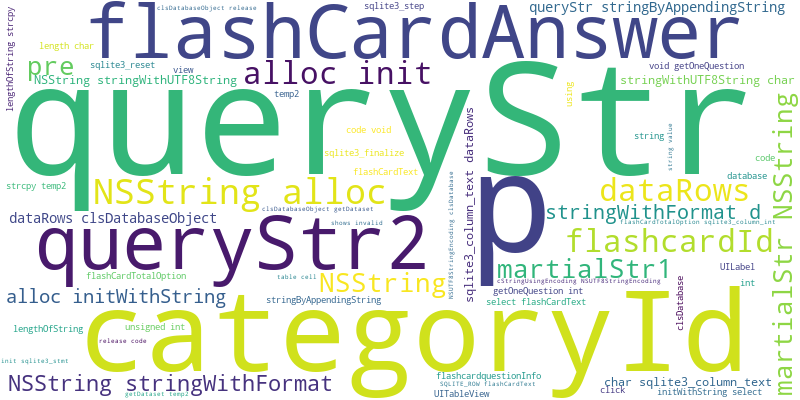 clsDatabaseObject release
sqlite3_step
queryStr stringByAppendingString
lengthOfString strcpy
flashCardAnswer
length char
pre
sqlite3_reset
view
alloc init
void getOneQuestion
NSString stringWithUTF8String
stringWithUTF8String char
temp2
using
queryStr
martialStr NSString
code void
sqlite3_column_text dataRows
string
string value
sqlite3_finalize
code
flashCardText
database
strcpy temp2
NSString alloc
NSUTF8StringEncoding clsDatabase
p
dataRows
dataRows clsDatabaseObject
clsDatabaseObject getDataset
stringWithFormat d
shows invalid
flashCardTotalOption sqlite3_column_int
queryStr2
flashcardId
martialStr1
UILabel
flashCardTotalOption
table cell
NSString
cStringUsingEncoding NSUTF8StringEncoding
int
clsDatabase
alloc initWithString
stringByAppendingString
getOneQuestion int
select flashCardText
categoryId
lengthOfString
unsigned int
release code
init sqlite3_stmt
NSString stringWithFormat
flashcardquestionInfo
SQLITE_ROW flashCardText
char sqlite3_column_text
getDataset temp2
UITableView
click
initWithString select